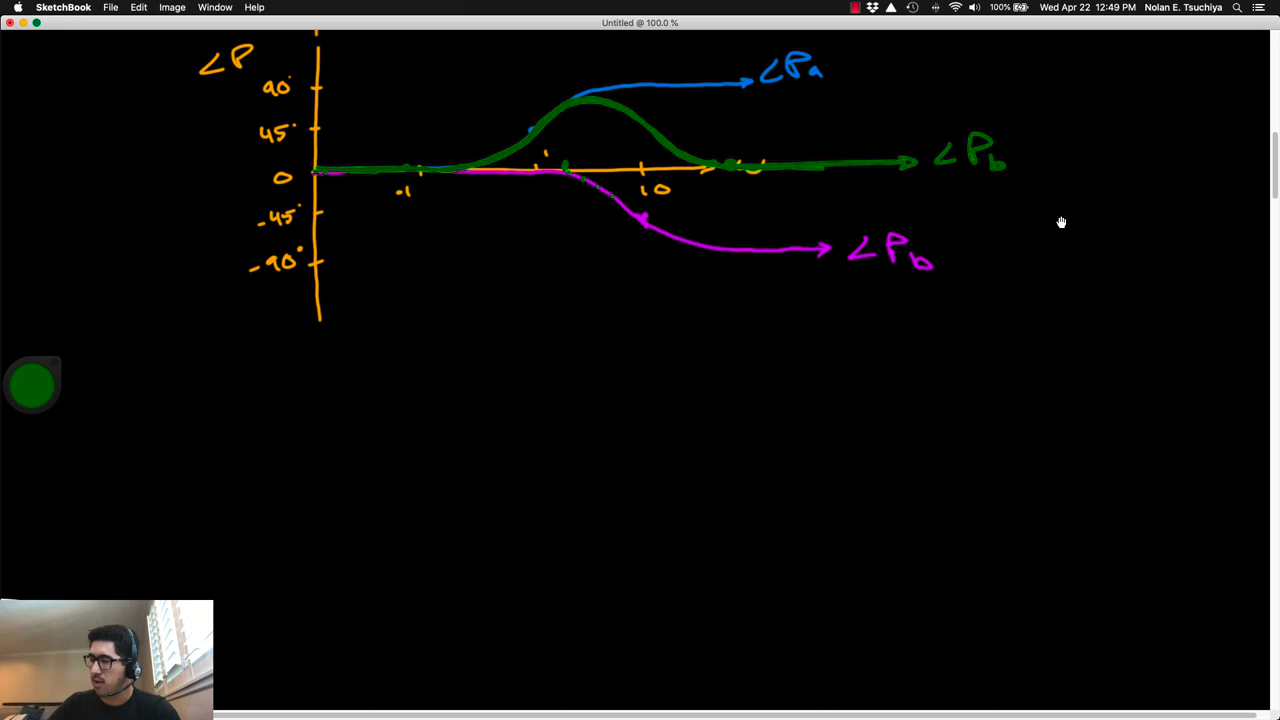 SketchBook File Edit Image Window Help 100% Wed Apr 22 12:49 PM Nolan E. Tsuchiya
Untitled @ 100.0 %
∠P
90°
∠Pa
45°
∠Pb
0
.1 1 10
-45°
-90°
∠Pb